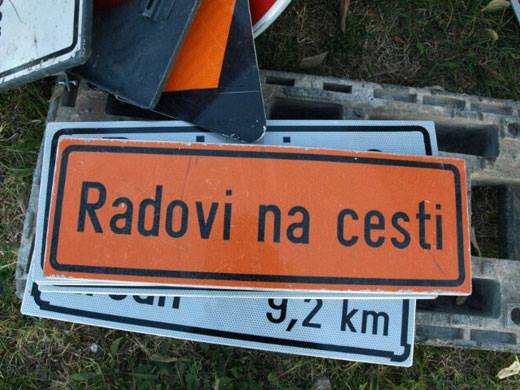 Radovi na cesti
9,2 km